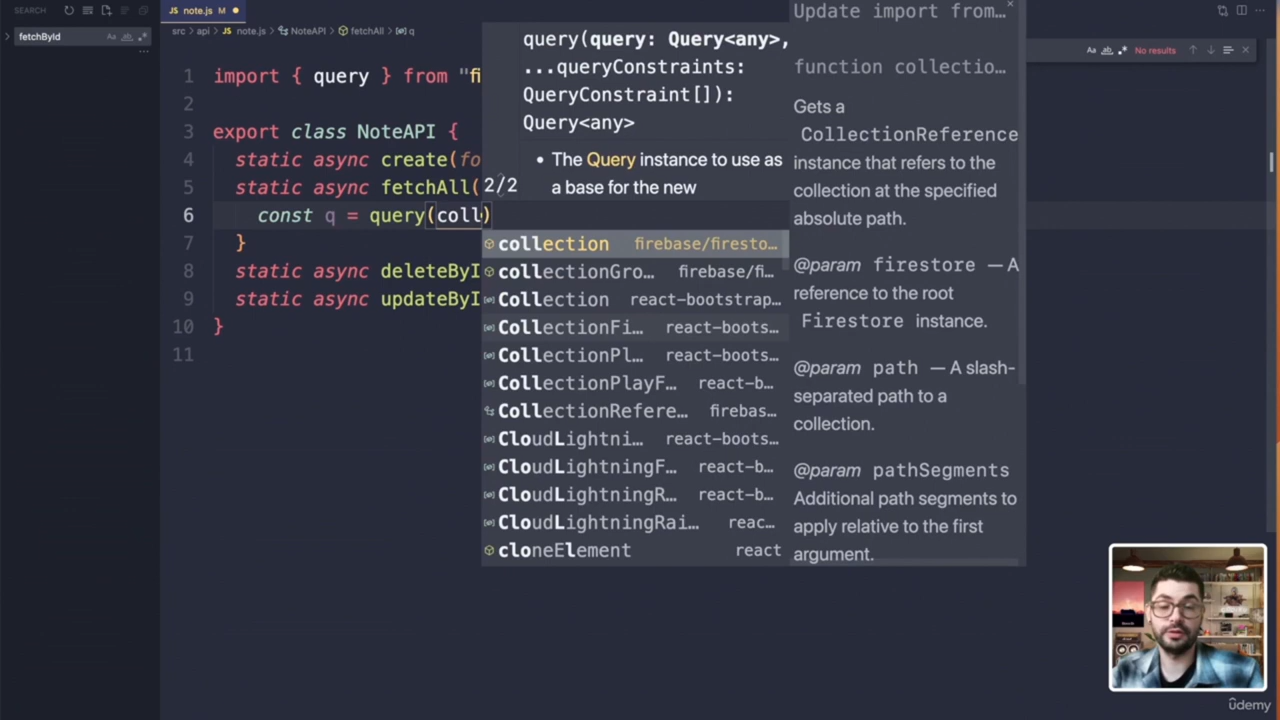 SEARCH
fetchById
Aa
ab
.*
JS note.js M
src › api › JS note.js › NoteAPI › fetchAll › q
1 import { query } from "fi
2
3 export class NoteAPI {
4 static async create(fo
5 static async fetchAll(
6 const q = query(coll)
7 }
8 static async deleteByI
9 static async updateByI
10 }
11
query(query: Query<any>,
...queryConstraints:
QueryConstraint[]):
Query<any>
• The Query instance to use as
a base for the new
2/2
collection firebase/firesto…
collectionGro… firebase/fi…
Collection react-bootstrap…
CollectionFi… react-boots…
CollectionPl… react-boots…
CollectionPlayF… react-b…
CollectionRefere… firebas…
CloudLightni… react-boots…
CloudLightningF… react-b…
CloudLightningR… react-b…
CloudLightningRai… reac…
cloneElement react
Update import from…
function collectio…
Gets a
CollectionReference
instance that refers to the
collection at the specified
absolute path.
@param firestore — A
reference to the root
Firestore instance.
@param path — A slash-
separated path to a
collection.
@param pathSegments
Additional path segments to
apply relative to the first
argument.
Aa
ab
.*
No results
ûdemy